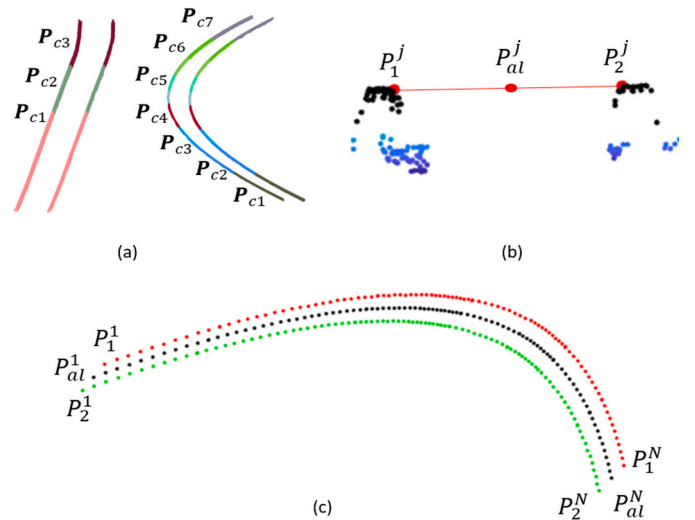 P_c3
P_c2
P_c1
P_c7
P_c6
P_c5
P_c4
P_c3
P_c2
P_c1
(a)
P_1^j
P_al^j
P_2^j
(b)
P_1^1
P_al^1
P_2^1
P_1^N
P_al^N
P_2^N
(c)